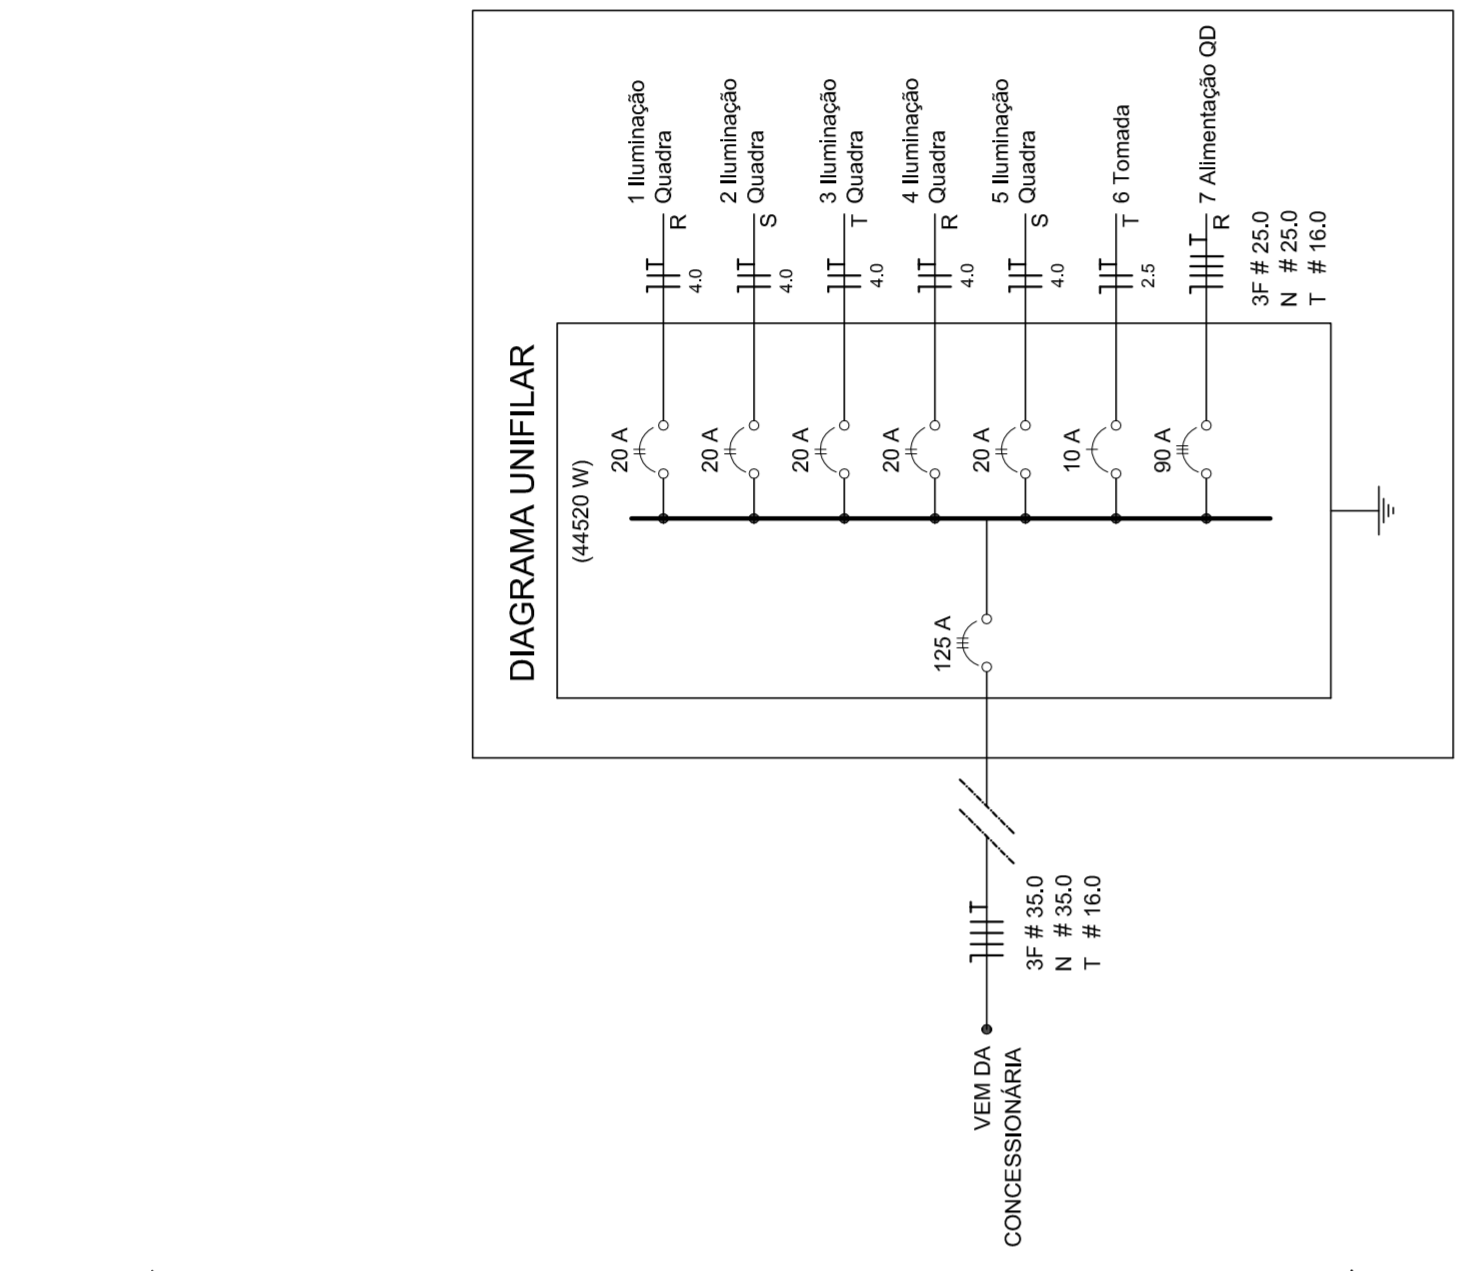 DIAGRAMA UNIFILAR
(44520 W)
VEM DA
CONCESSIONÁRIA
3F # 35.0
N # 35.0
T # 16.0
125 A
20 A
4.0
R
1 Iluminação
Quadra
20 A
4.0
S
2 Iluminação
Quadra
20 A
4.0
T
3 Iluminação
Quadra
20 A
4.0
R
4 Iluminação
Quadra
20 A
4.0
S
5 Iluminação
Quadra
10 A
2.5
T
6 Tomada
90 A
R
7 Alimentação QD
3F # 25.0
N # 25.0
T # 16.0